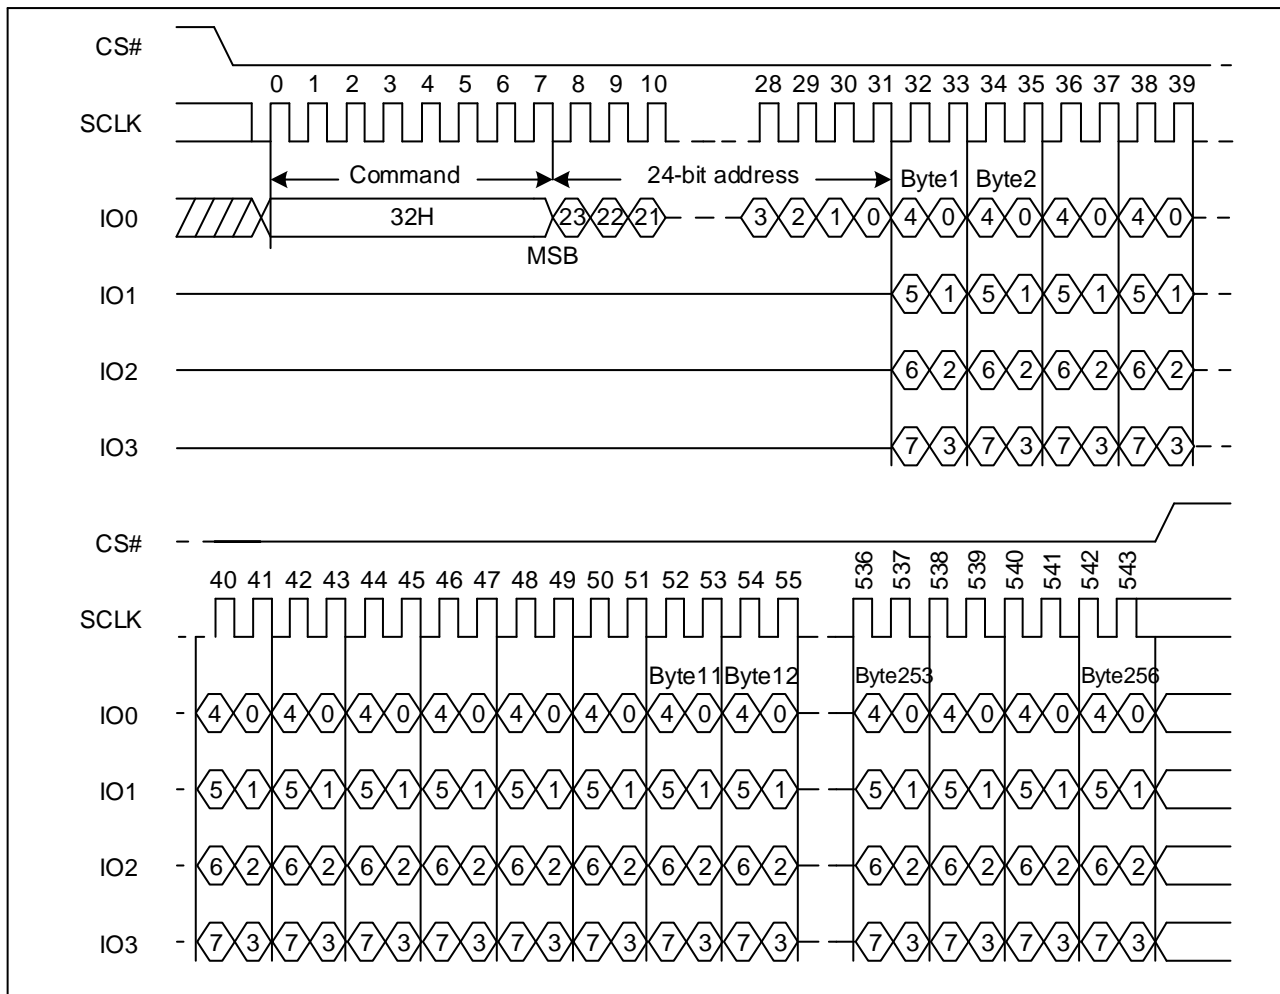 CS#
0 1 2 3 4 5 6 7 8 9 10 28 29 30 31 32 33 34 35 36 37 38 39
SCLK
Command 24-bit address Byte1 Byte2
IO0 32H 23 22 21 3 2 1 0 4 0 4 0 4 0 4 0
MSB
IO1 5 1 5 1 5 1 5 1
IO2 6 2 6 2 6 2 6 2
IO3 7 3 7 3 7 3 7 3
CS#
40 41 42 43 44 45 46 47 48 49 50 51 52 53 54 55 536 537 538 539 540 541 542 543
SCLK
Byte11 Byte12 Byte253 Byte256
IO0 4 0 4 0 4 0 4 0 4 0 4 0 4 0 4 0 4 0 4 0 4 0 4 0
IO1 5 1 5 1 5 1 5 1 5 1 5 1 5 1 5 1 5 1 5 1 5 1 5 1
IO2 6 2 6 2 6 2 6 2 6 2 6 2 6 2 6 2 6 2 6 2 6 2 6 2
IO3 7 3 7 3 7 3 7 3 7 3 7 3 7 3 7 3 7 3 7 3 7 3 7 3